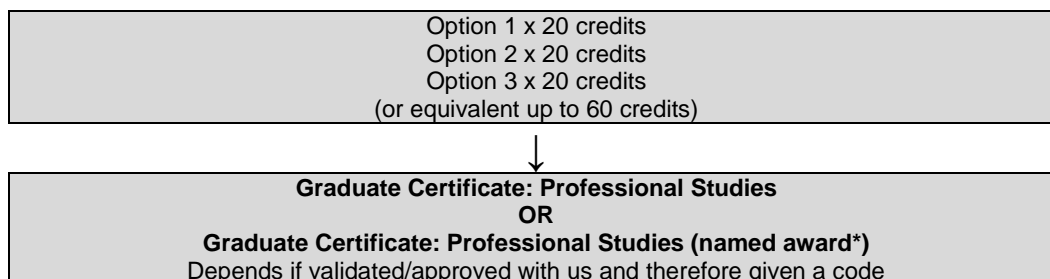 Option 1 x 20 credits
Option 2 x 20 credits
Option 3 x 20 credits
(or equivalent up to 60 credits)
↓
Graduate Certificate: Professional Studies
OR
Graduate Certificate: Professional Studies (named award*)
Depends if validated/approved with us and therefore given a code